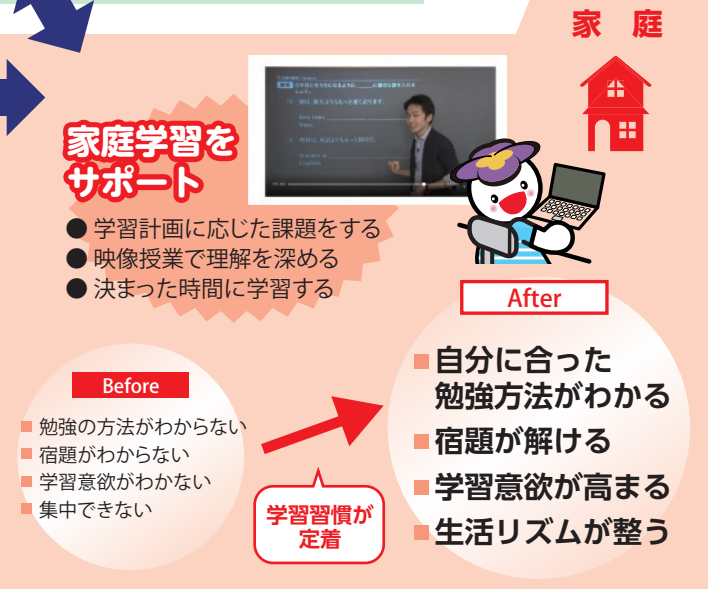 家 庭
家庭学習を
サポート
● 学習計画に応じた課題をする
● 映像授業で理解を深める
● 決まった時間に学習する
After
■自分に合った
勉強方法がわかる
■宿題が解ける
■学習意欲が高まる
■生活リズムが整う
Before
■ 勉強の方法がわからない
■ 宿題がわからない
■ 学習意欲がわかない
■ 集中できない
学習習慣が
定着